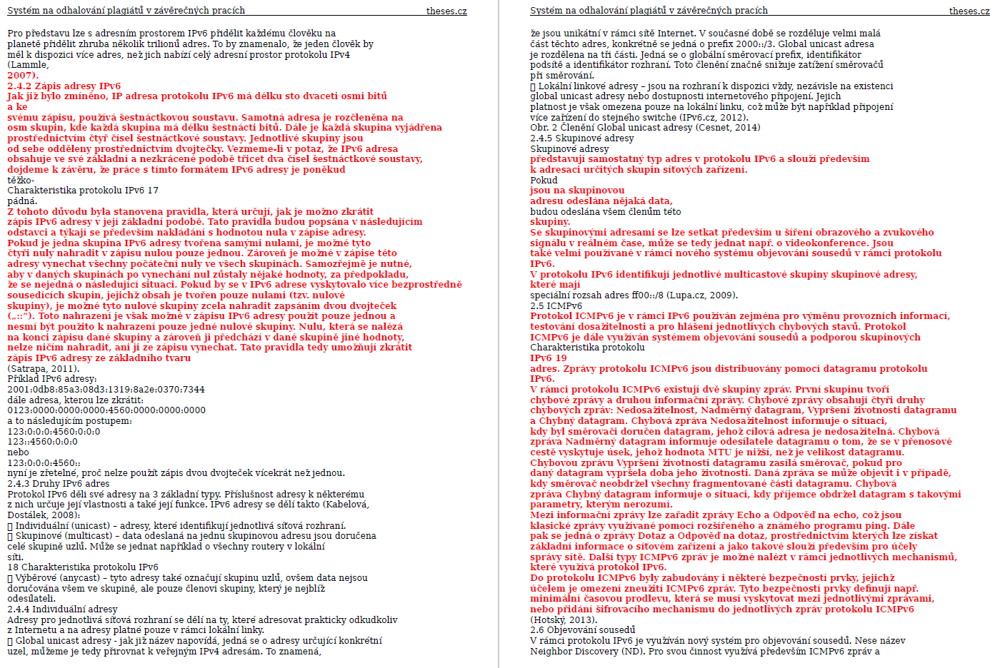 Systém na odhalování plagiátů v závěrečných pracích theses.cz
Pro představu lze s adresním prostorem IPv6 přidělit každému člověku na
planetě přidělit zhruba několik trilionů adres. To by znamenalo, že jeden člověk by
měl k dispozici více adres, než jich nabízí celý adresní prostor protokolu IPv4
(Lammle,
2007).
2.4.2 Zápis adresy IPv6
Jak již bylo zmíněno, IP adresa protokolu IPv6 má délku sto dvaceti osmi bitů
a ke
svému zápisu, používá šestnáctkovou soustavu. Samotná adresa je rozčleněna na
osm skupin, kde každá skupina má délku šestnácti bitů. Dále je každá skupina vyjádřena
prostřednictvím čtyř čísel šestnáctkové soustavy. Jednotlivé skupiny jsou
od sebe odděleny prostřednictvím dvojtečky. Vezmeme-li v potaz, že IPv6 adresa
obsahuje ve své základní a nezkrácené podobě třicet dva čísel šestnáctkové soustavy,
dojdeme k závěru, že práce s tímto formátem IPv6 adresy je poněkud
těžko-
Charakteristika protokolu IPv6 17
pádná.
Z tohoto důvodu byla stanovena pravidla, která určují, jak je možno zkrátit
zápis IPv6 adresy v její základní podobě. Tato pravidla budou popsána v následujícím
odstavci a týkají se především nakládání s hodnotou nula v zápise adresy.
Pokud je jedna skupina IPv6 adresy tvořena samými nulami, je možné tyto
čtyři nuly nahradit v zápisu nulou pouze jednou. Zároveň je možné v zápise této
adresy vynechat všechny počáteční nuly ve všech skupinách. Samozřejmě je nutné,
aby v daných skupinách po vynechání nul zůstaly nějaké hodnoty, za předpokladu,
že se nejedná o následující situaci. Pokud by se v IPv6 adrese vyskytovalo více bezprostředně
sousedících skupin, jejichž obsah je tvořen pouze nulami (tzv. nulové
skupiny), je možné tyto nulové skupiny zcela nahradit zapsáním dvou dvojteček
(„::“). Toto nahrazení je však možné v zápisu IPv6 adresy použít pouze jednou a
nesmí být použito k nahrazení pouze jedné nulové skupiny. Nulu, která se nalézá
na konci zápisu dané skupiny a zároveň ji předchází v dané skupině jiné hodnoty,
nelze ničím nahradit, ani ji ze zápisu vynechat. Tato pravidla tedy umožňují zkrátit
zápis IPv6 adresy ze základního tvaru
(Satrapa, 2011).
Příklad IPv6 adresy:
2001:0db8:85a3:08d3:1319:8a2e:0370:7344
dále adresa, kterou lze zkrátit:
0123:0000:0000:0000:4560:0000:0000:0000
a to následujícím postupem:
123:0:0:0:4560:0:0:0
123::4560:0:0:0
nebo
123:0:0:0:4560::
nyní je zřetelné, proč nelze použít zápis dvou dvojteček vícekrát než jednou.
2.4.3 Druhy IPv6 adres
Protokol IPv6 dělí své adresy na 3 základní typy. Příslušnost adresy k některému
z nich určuje její vlastnosti a také její funkce. IPv6 adresy se dělí takto (Kabelová,
Dostálek, 2008):
▯ Individuální (unicast) – adresy, které identifikují jednotlivá síťová rozhraní.
▯ Skupinové (multicast) – data odeslaná na jednu skupinovou adresu jsou doručena
celé skupině uzlů. Může se jednat například o všechny routery v lokální
síti.
18 Charakteristika protokolu IPv6
▯ Výběrové (anycast) – tyto adresy také označují skupinu uzlů, ovšem data nejsou
doručována všem ve skupině, ale pouze členovi skupiny, který je nejblíž
odesílateli.
2.4.4 Individuální adresy
Adresy pro jednotlivá síťová rozhraní se dělí na ty, které adresovat prakticky odkudkoliv
z Internetu a na adresy platné pouze v rámci lokální linky.
▯ Global unicast adresy - jak již název napovídá, jedná se o adresy určující konkrétní
uzel, můžeme je tedy přirovnat k veřejným IPv4 adresám. To znamená,
Systém na odhalování plagiátů v závěrečných pracích theses.cz
že jsou unikátní v rámci sítě Internet. V současné době se rozděluje velmi malá
část těchto adres, konkrétně se jedná o prefix 2000::/3. Global unicast adresa
je rozdělena na tři části. Jedná se o globální směrovací prefix, identifikátor
podsítě a identifikátor rozhraní. Toto členění značně snižuje zatížení směrovačů
při směrování.
▯ Lokální linkové adresy – jsou na rozhraní k dispozici vždy, nezávisle na existenci
global unicast adresy nebo dostupnosti internetového připojení. Jejich
platnost je však omezena pouze na lokální linku, což může být například připojení
více zařízení do stejného switche (IPv6.cz, 2012).
Obr. 2 Členění Global unicast adresy (Cesnet, 2014)
2.4.5 Skupinové adresy
Skupinové adresy
představují samostatný typ adres v protokolu IPv6 a slouží především
k adresaci určitých skupin síťových zařízení.
Pokud
jsou na skupinovou
adresu odeslána nějaká data,
budou odeslána všem členům této
skupiny.
Se skupinovými adresami se lze setkat především u šíření obrazového a zvukového
signálu v reálném čase, může se tedy jednat např. o videokonference. Jsou
také velmi používané v rámci nového systému objevování sousedů v rámci protokolu
IPv6.
V protokolu IPv6 identifikují jednotlivé multicastové skupiny skupinové adresy,
které mají
speciální rozsah adres ff00::/8 (Lupa.cz, 2009).
2.5 ICMPv6
Protokol ICMPv6 je v rámci IPv6 používán zejména pro výměnu provozních informací,
testování dosažitelnosti a pro hlášení jednotlivých chybových stavů. Protokol
ICMPv6 je dále využíván systémem objevování sousedů a podporou skupinových
Charakteristika protokolu
IPv6 19
adres. Zprávy protokolu ICMPv6 jsou distribuovány pomocí datagramu protokolu
IPv6.
V rámci protokolu ICMPv6 existují dvě skupiny zpráv. První skupinu tvoří
chybové zprávy a druhou informační zprávy. Chybové zprávy obsahují čtyři druhy
chybových zpráv: Nedosažitelnost, Nadměrný datagram, Vypršení životnosti datagramu
a Chybný datagram. Chybová zpráva Nedosažitelnost informuje o situaci,
kdy byl směrovači doručen datagram, jehož cílová adresa je nedosažitelná. Chybová
zpráva Nadměrný datagram informuje odesílatele datagramu o tom, že se v přenosové
cestě vyskytuje úsek, jehož hodnota MTU je nižší, než je velikost datagramu.
Chybovou zprávu Vypršení životnosti datagramu zasílá směrovač, pokud pro
daný datagram vypršela doba jeho životnosti. Daná zpráva se může objevit i v případě,
kdy směrovač neobdržel všechny fragmentované části datagramu. Chybová
zpráva Chybný datagram informuje o situaci, kdy příjemce obdržel datagram s takovými
parametry, kterým nerozumí.
Mezi informační zprávy lze zařadit zprávy Echo a Odpověď na echo, což jsou
klasické zprávy využívané pomocí rozšířeného a známého programu ping. Dále
pak se jedná o zprávy Dotaz a Odpověď na dotaz, prostřednictvím kterých lze získat
základní informace o síťovém zařízení a jako takové slouží především pro účely
správy sítě. Další typy ICMPv6 zpráv je možné nalézt v rámci jednotlivých mechanismů,
které využívá protokol IPv6.
Do protokolu ICMPv6 byly zabudovány i některé bezpečností prvky, jejichž
účelem je omezení zneužití ICMPv6 zpráv. Tyto bezpečností prvky definují např.
minimální časovou prodlevu, která se musí vyskytovat mezi jednotlivými zprávami,
nebo přidání šifrovacího mechanismu do jednotlivých zpráv protokolu ICMPv6
(Hotský, 2013).
2.6 Objevování sousedů
V rámci protokolu IPv6 je využíván nový systém pro objevování sousedů. Nese název
Neighbor Discovery (ND). Pro svou činnost využívá především ICMPv6 zpráv a